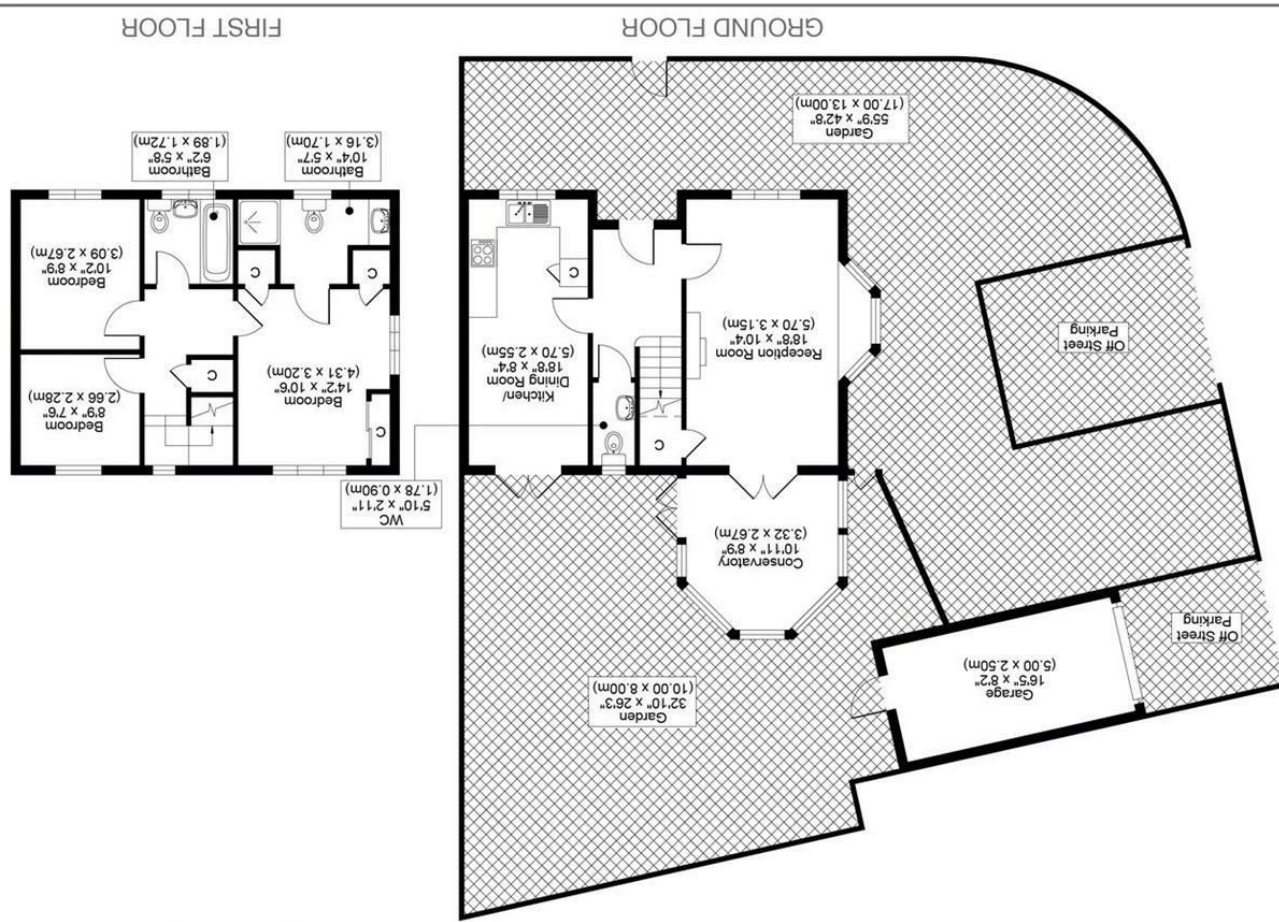 Garden
32'10" x 26'3"
(10.00 x 8.00m)
Garage
16'5" x 8'2"
(5.00 x 2.50m)
Off Street
Parking
Conservatory
10'11" x 8'9"
(3.32 x 2.67m)
WC
5'10" x 2'11"
(1.78 x 0.90m)
Off Street
Parking
Reception Room
18'8" x 10'4"
(5.70 x 3.15m)
C
Kitchen/
Dining Room
18'8" x 8'4"
(5.70 x 2.55m)
C
Garden
55'9" x 42'8"
(17.00 x 13.00m)
GROUND FLOOR
C
Bedroom
14'2" x 10'6"
(4.31 x 3.20m)
C
Bedroom
8'9" x 7'6"
(2.66 x 2.28m)
C
C
Bedroom
10'2" x 8'9"
(3.09 x 2.67m)
Bathroom
10'4" x 5'7"
(3.16 x 1.70m)
Bathroom
6'2" x 5'8"
(1.89 x 1.72m)
FIRST FLOOR